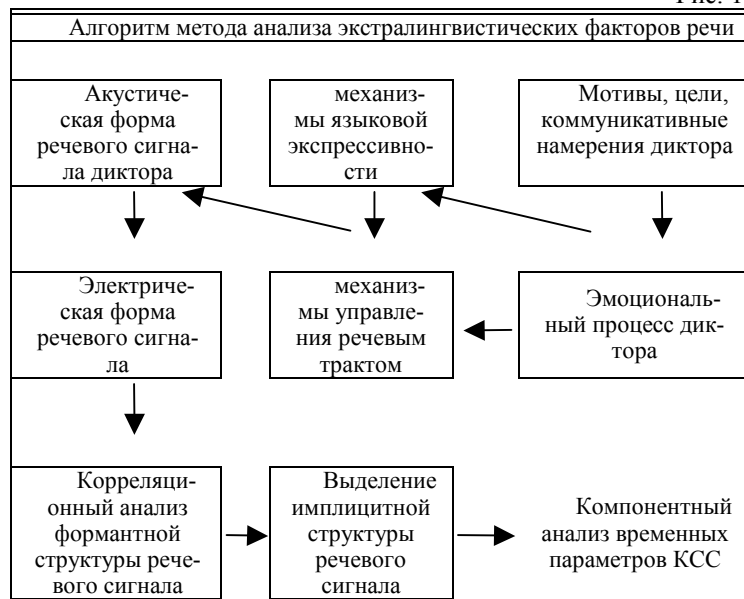 Рис. 1
Алгоритм метода анализа экстралингвистических факторов речи
Акустиче-
ская форма
речевого сигна-
ла диктора
механиз-
мы языковой
экспрессивно-
сти
Мотивы, цели,
коммуникативные
намерения диктора
Электриче-
ская форма
речевого сигна-
ла
механиз-
мы управле-
ния речевым
трактом
Эмоциональ-
ный процесс дик-
тора
Корреляци-
онный анализ
формантной
структуры рече-
вого сигнала
Выделение
имплицитной
структуры
речевого
сигнала
Компонентный
анализ временных
параметров КСС